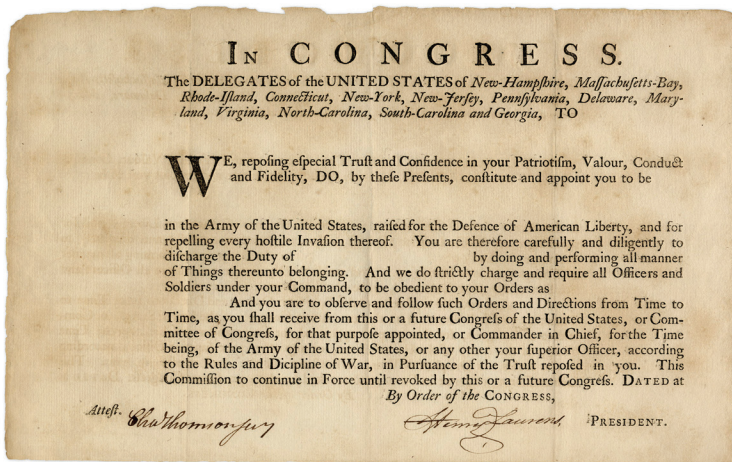 In CONGRESS.
The DELEGATES of the UNITED STATES of New-Hampſhire, Maſſachuſetts-Bay,
Rhode-Iſland, Connecticut, New-York, New-Jerſey, Pennſylvania, Delaware, Mary-
land, Virginia, North-Carolina, South-Carolina and Georgia, TO
WE, repoſing eſpecial Truſt and Confidence in your Patriotiſm, Valour, Conduct
and Fidelity, DO, by theſe Preſents, conſtitute and appoint you to be
in the Army of the United States, raiſed for the Defence of American Liberty, and for
repelling every hoſtile Invaſion thereof. You are therefore carefully and diligently to
diſcharge the Duty of by doing and performing all manner
of Things thereunto belonging. And we do ſtrictly charge and require all Officers and
Soldiers under your Command, to be obedient to your Orders as
And you are to obſerve and follow ſuch Orders and Directions from Time to
Time, as you ſhall receive from this or a future Congreſs of the United States, or Com-
mittee of Congreſs, for that purpoſe appointed, or Commander in Chief, for the Time
being, of the Army of the United States, or any other your ſuperior Officer, according
to the Rules and Dicipline of War, in Purſuance of the Truſt repoſed in you. This
Commiſſion to continue in Force until revoked by this or a future Congreſs. DATED at
By Order of the CONGRESS,
Atteſt. Cha Thomson secy Henry Laurens PRESIDENT.